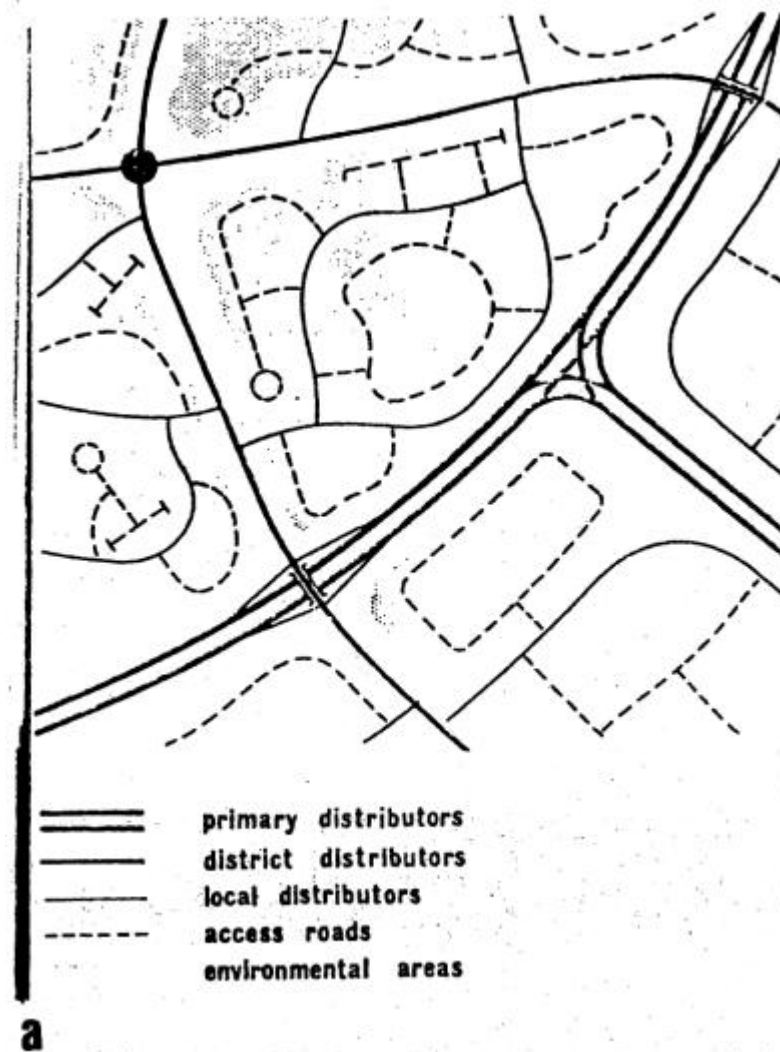 primary distributors
district distributors
local distributors
access roads
environmental areas
a